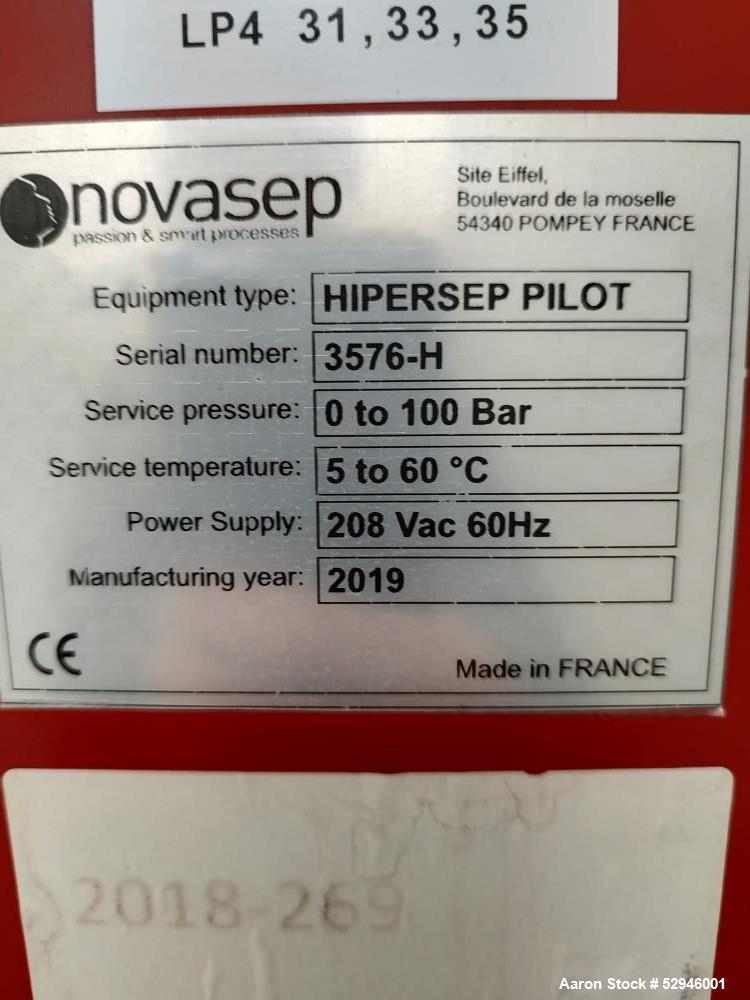 LP4 31,33,35
novasep
passion & smart processes
Site Eiffel,
Boulevard de la moselle
54340 POMPEY FRANCE
Equipment type: HIPERSEP PILOT
Serial number: 3576-H
Service pressure: 0 to 100 Bar
Service temperature: 5 to 60 °C
Power Supply: 208 Vac 60Hz
Manufacturing year: 2019
CE
Made in FRANCE
2018-269
Aaron Stock # 52946001